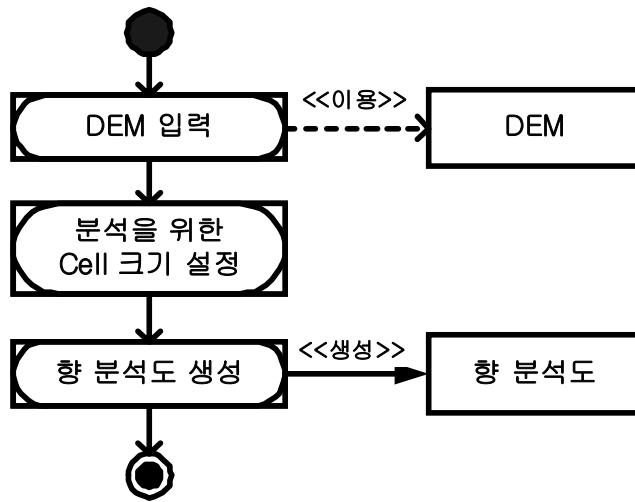 DEM 입력
<<이용>>
DEM
분석을 위한
Cell 크기 설정
향 분석도 생성
<<생성>>
향 분석도